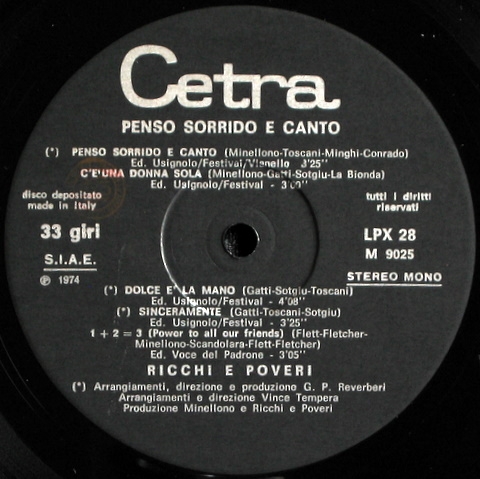 Cetra
PENSO SORRIDO E CANTO
(*) PENSO SORRIDO E CANTO (Minellono-Toscani-Minghi-Conrado)
Ed. Usignolo/Festival/Vianello 3'25''
C'E'UNA DONNA SOLA (Minellono-Gatti-Sotgiu-La Bionda)
Ed. Usignolo/Festival -
disco depositato
made in Italy
tutti i diritti
riservati
33 giri
LPX 28
M 9025
S.I.A.E.
STEREO MONO
℗ 1974
(*) DOLCE E' LA MANO (Gatti-Sotgiu-Toscani)
Ed. Usignolo/Festival - 4'08''
(*) SINCERAMENTE (Gatti-Toscani-Sotgiu)
Ed. Usignolo/Festival - 3'25''
1 + 2 = 3 (Power to all our friends) (Flett-Fletcher-
Minellono-Scandolara-Flett-Fletcher)
Ed. Voce del Padrone - 3'05''
RICCHI E POVERI
(*) Arrangiamenti, direzione e produzione G. P. Reverberi
Arrangiamenti e direzione Vince Tempera
Produzione Minellono e Ricchi e Poveri